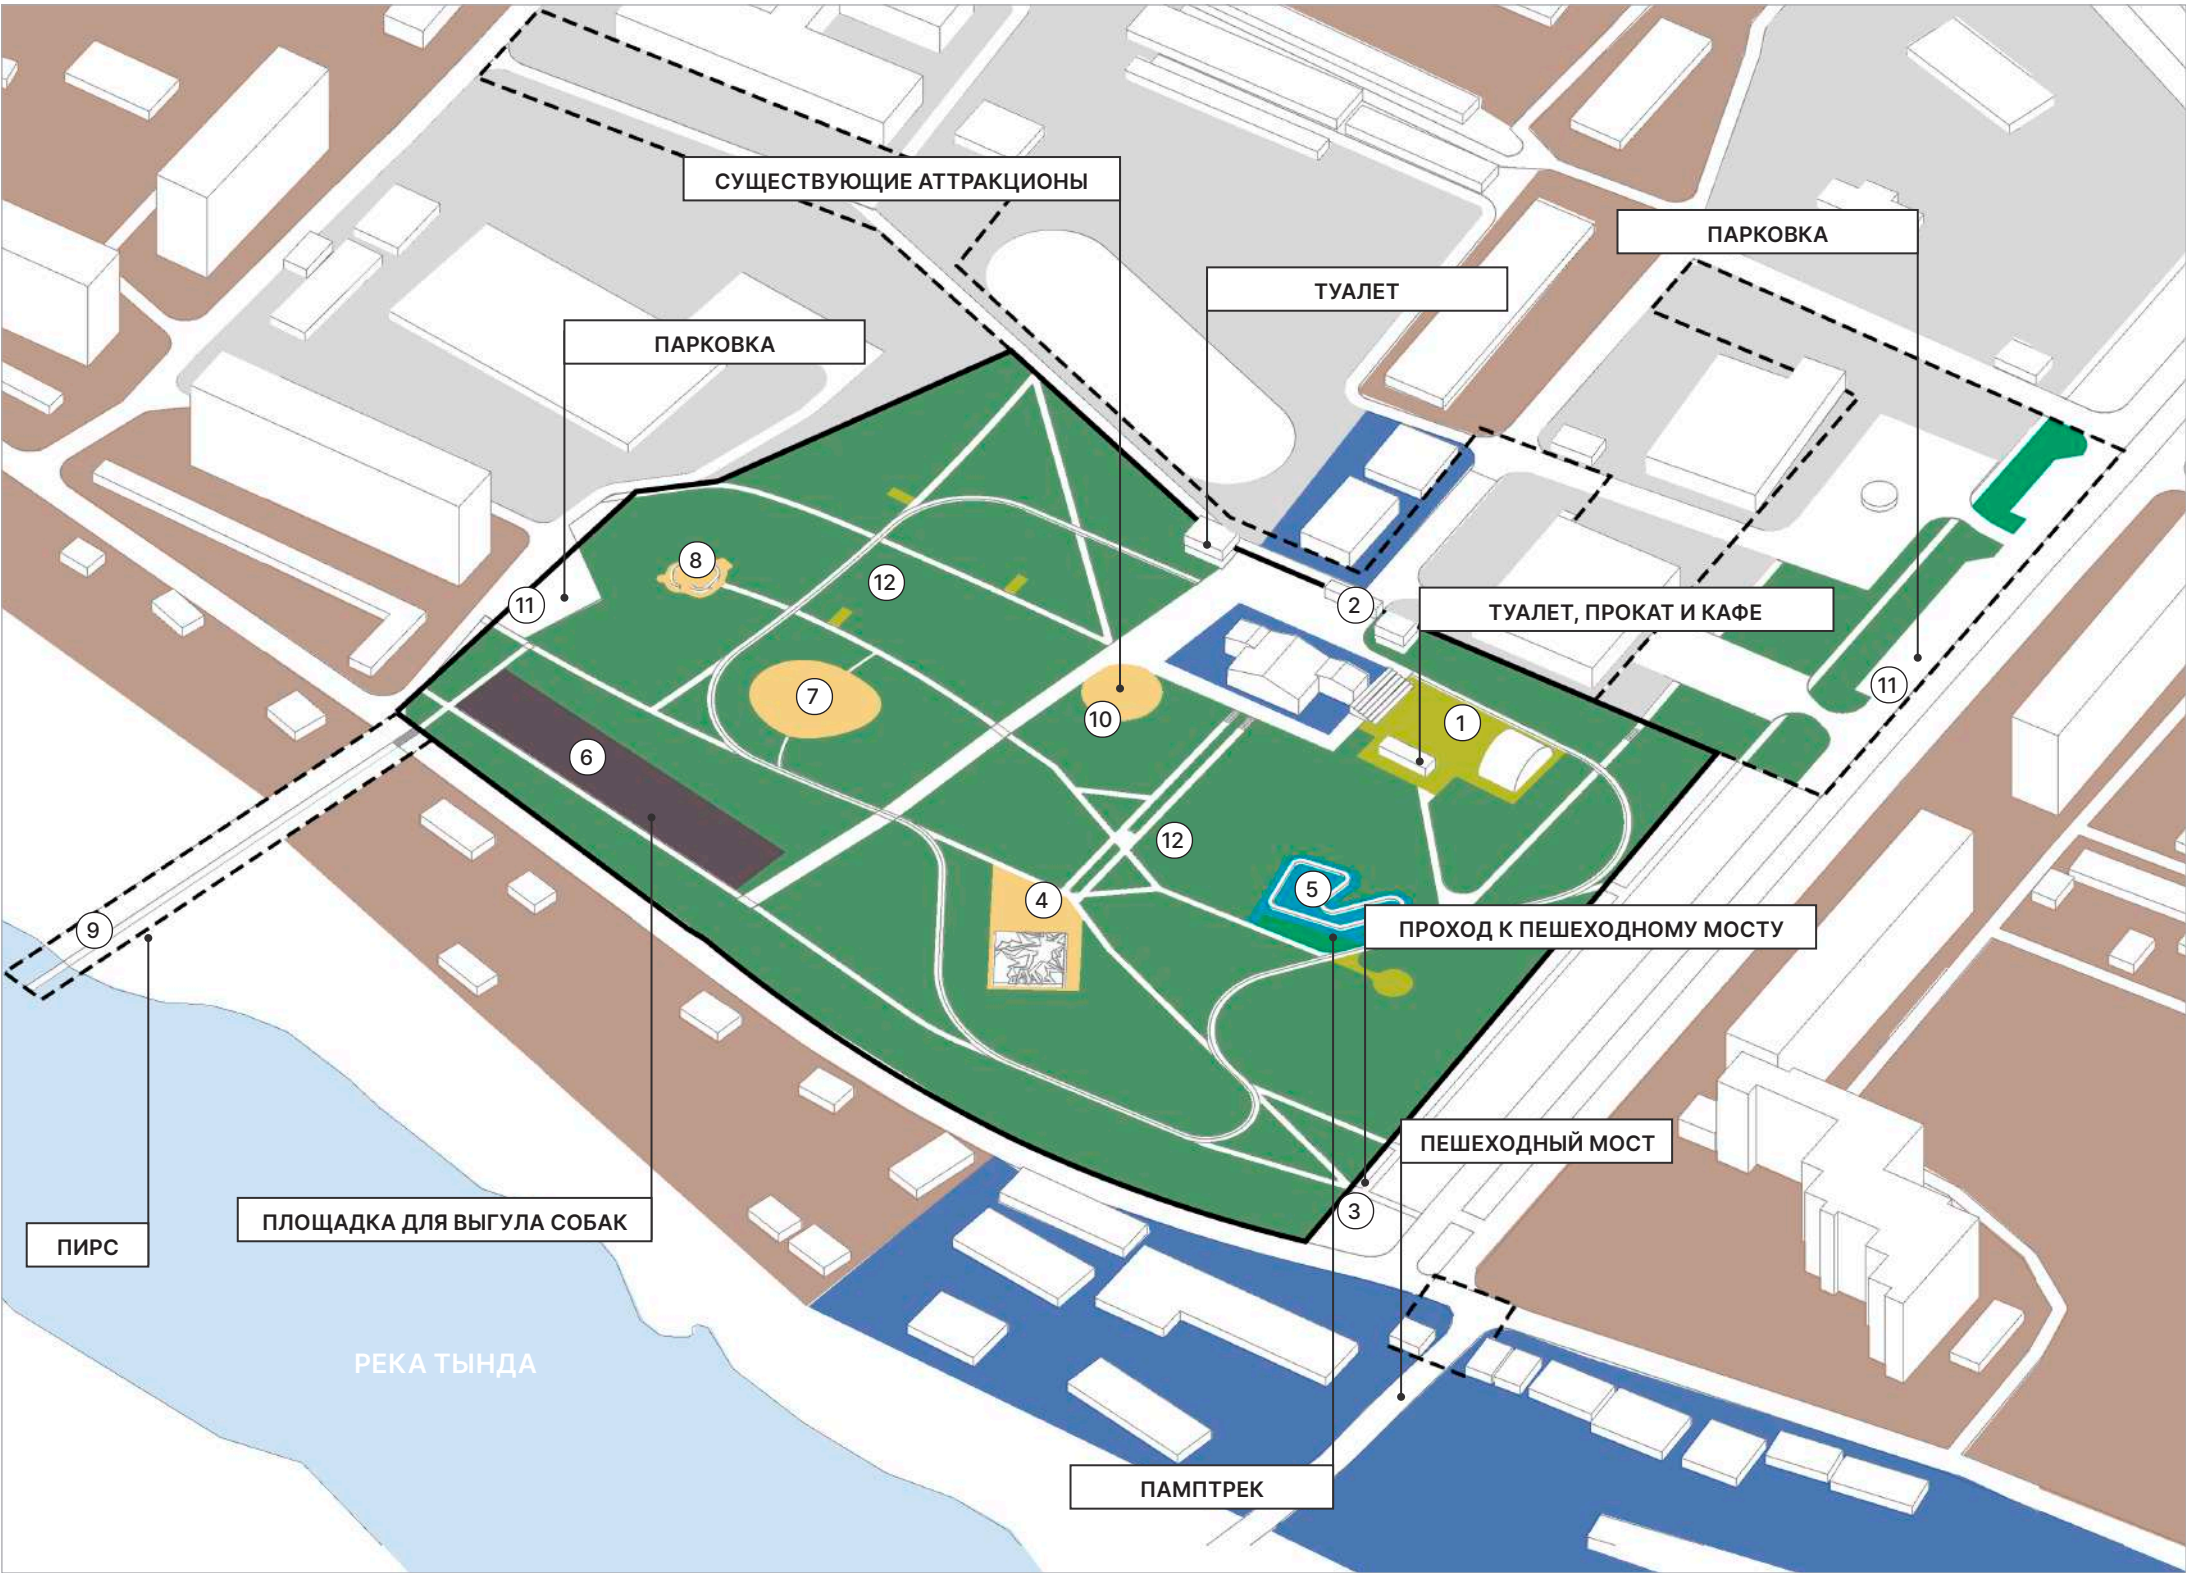 СУЩЕСТВУЮЩИЕ АТТРАКЦИОНЫ
ПАРКОВКА
ТУАЛЕТ
ПАРКОВКА
8
12
11
2
ТУАЛЕТ, ПРОКАТ И КАФЕ
7
10
1
11
6
12
4
5
9
ПРОХОД К ПЕШЕХОДНОМУ МОСТУ
ПЕШЕХОДНЫЙ МОСТ
3
ПЛОЩАДКА ДЛЯ ВЫГУЛА СОБАК
ПИРС
РЕКА ТЫНДА
ПАМПТРЕК